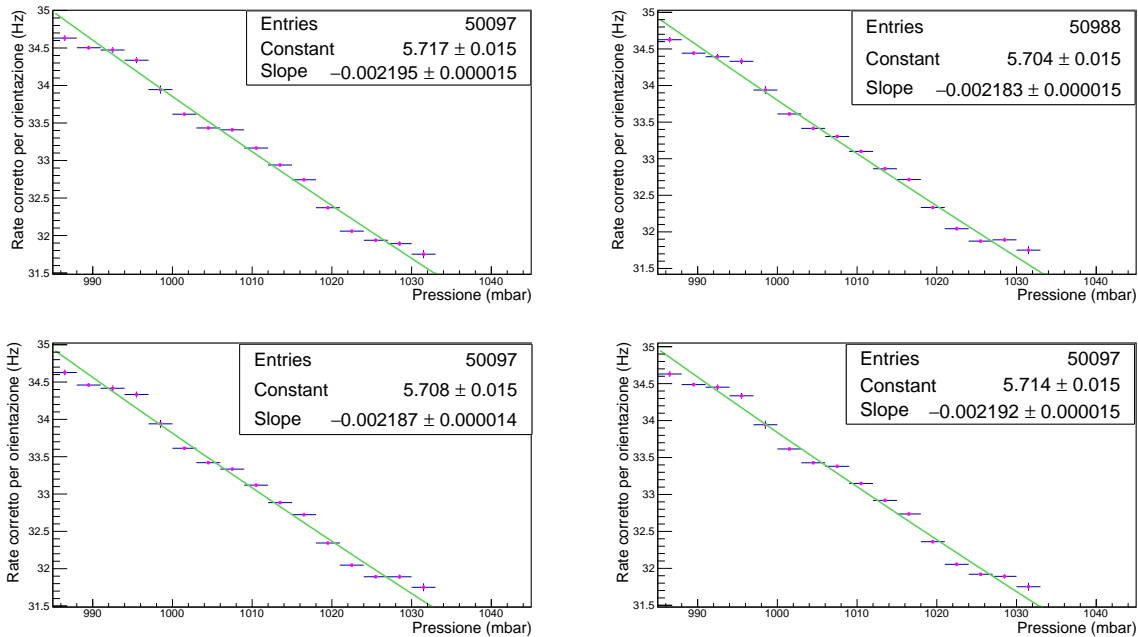 Rate corretto per orientazione (Hz)
35
34.5
34
33.5
33
32.5
32
31.5
990 1000 1010 1020 1030 1040
Pressione (mbar)
Entries 50097
Constant 5.717 ± 0.015
Slope −0.002195 ± 0.000015
Rate corretto per orientazione (Hz)
35
34.5
34
33.5
33
32.5
32
31.5
990 1000 1010 1020 1030 1040
Pressione (mbar)
Entries 50988
Constant 5.704 ± 0.015
Slope −0.002183 ± 0.000015
Rate corretto per orientazione (Hz)
35
34.5
34
33.5
33
32.5
32
31.5
990 1000 1010 1020 1030 1040
Pressione (mbar)
Entries 50097
Constant 5.708 ± 0.015
Slope −0.002187 ± 0.000014
Rate corretto per orientazione (Hz)
35
34.5
34
33.5
33
32.5
32
31.5
990 1000 1010 1020 1030 1040
Pressione (mbar)
Entries 50097
Constant 5.714 ± 0.015
Slope −0.002192 ± 0.000015